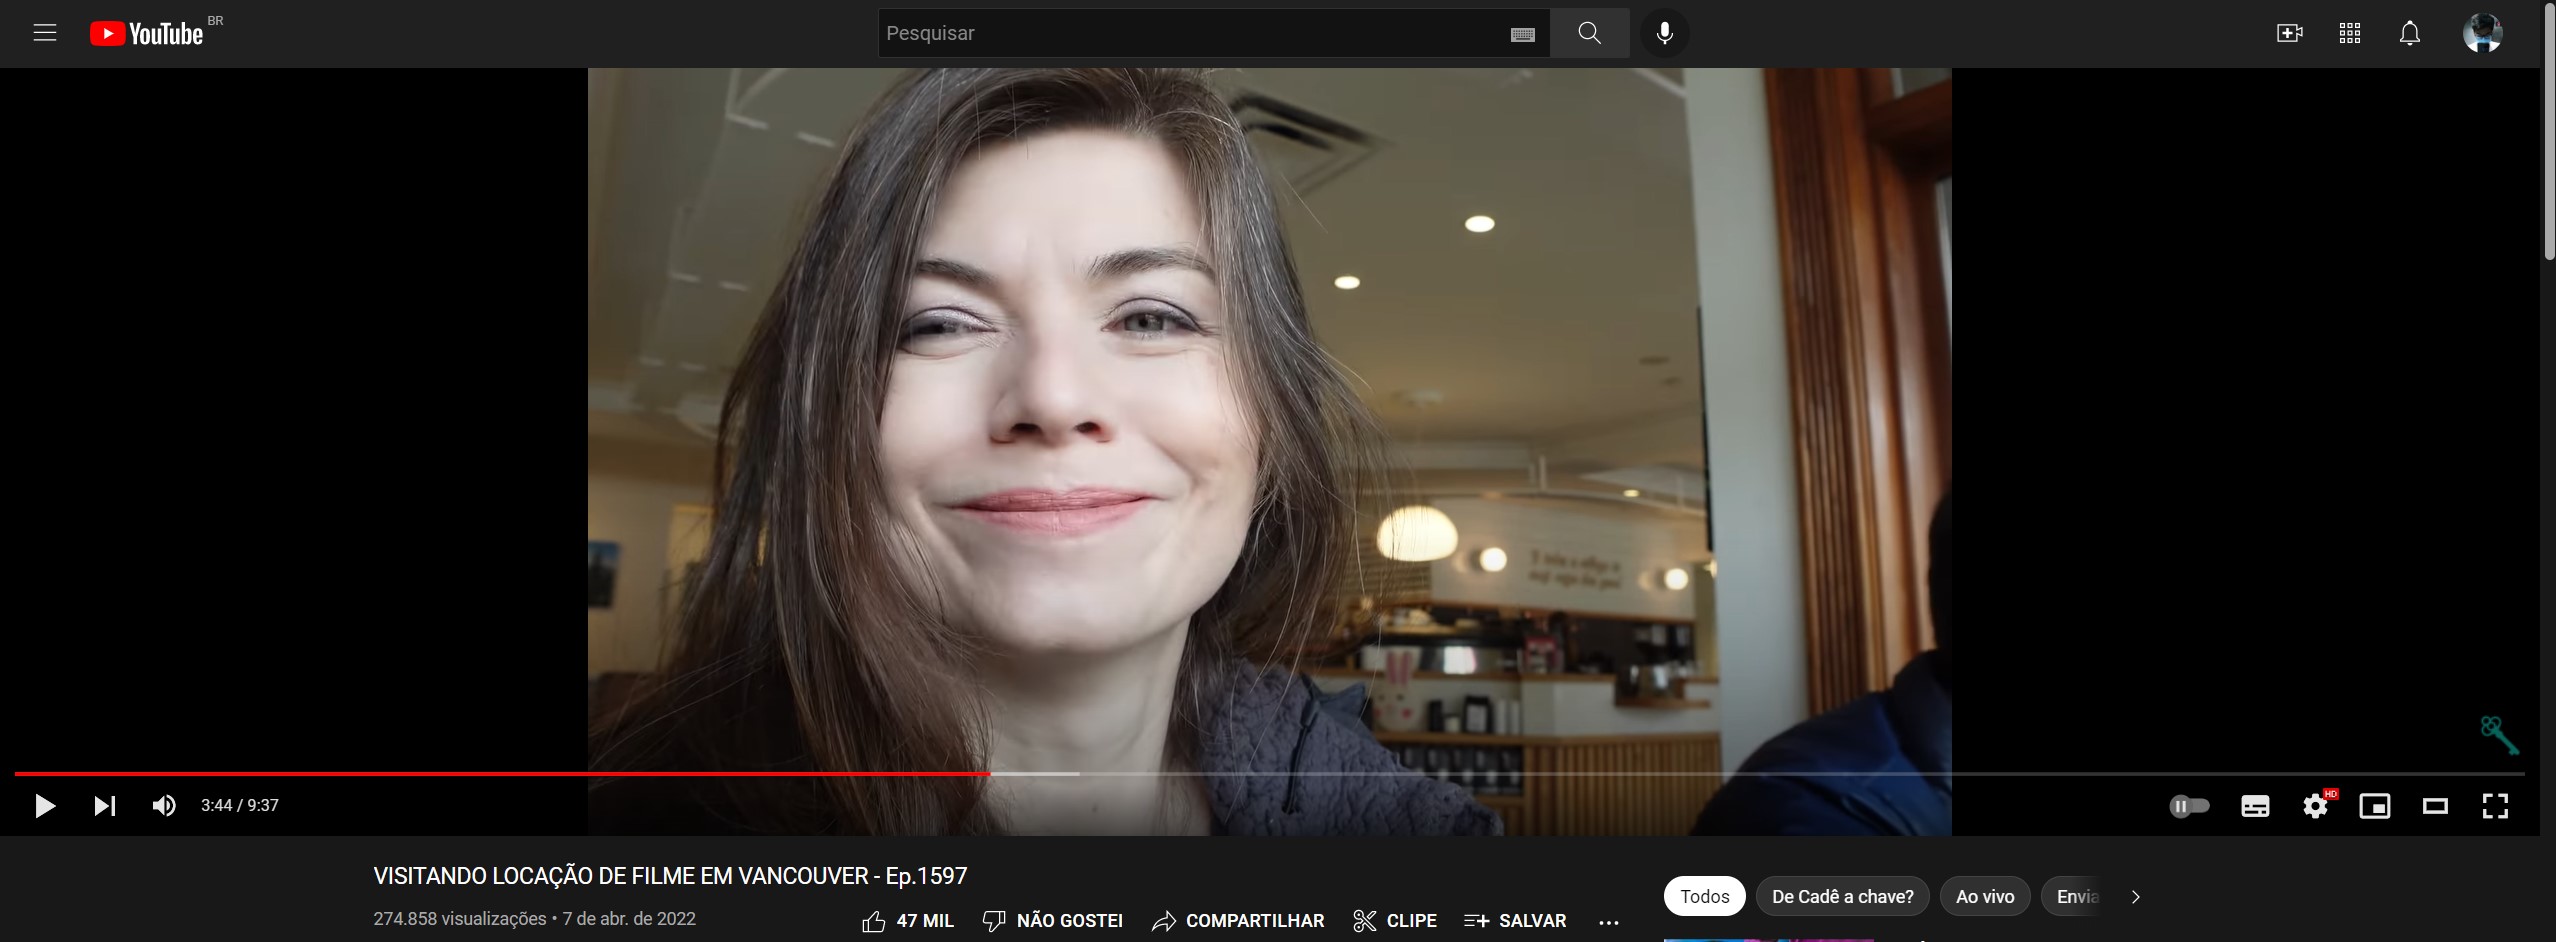 YouTube BR
Pesquisar
3:44 / 9:37
HD
VISITANDO LOCAÇÃO DE FILME EM VANCOUVER - Ep.1597
274.858 visualizações • 7 de abr. de 2022
47 MIL
NÃO GOSTEI
COMPARTILHAR
CLIPE
SALVAR
Todos
De Cadê a chave?
Ao vivo
Envia